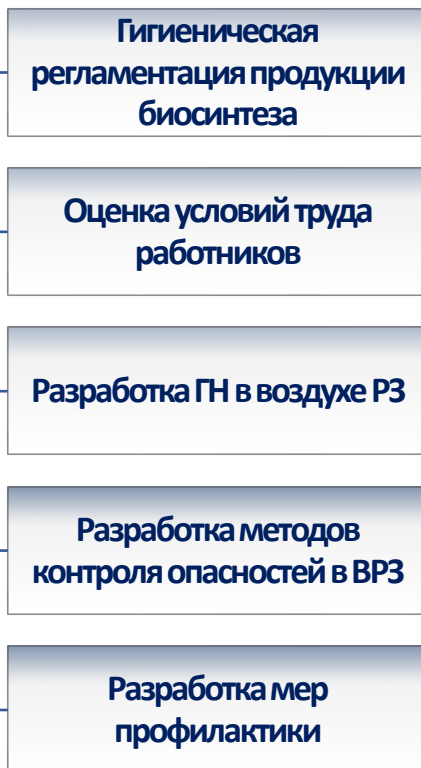 Гигиеническая
регламентация продукции
биосинтеза
Оценка условий труда
работников
Разработка ГН в воздухе РЗ
Разработка методов
контроля опасностей в ВРЗ
Разработка мер
профилактики